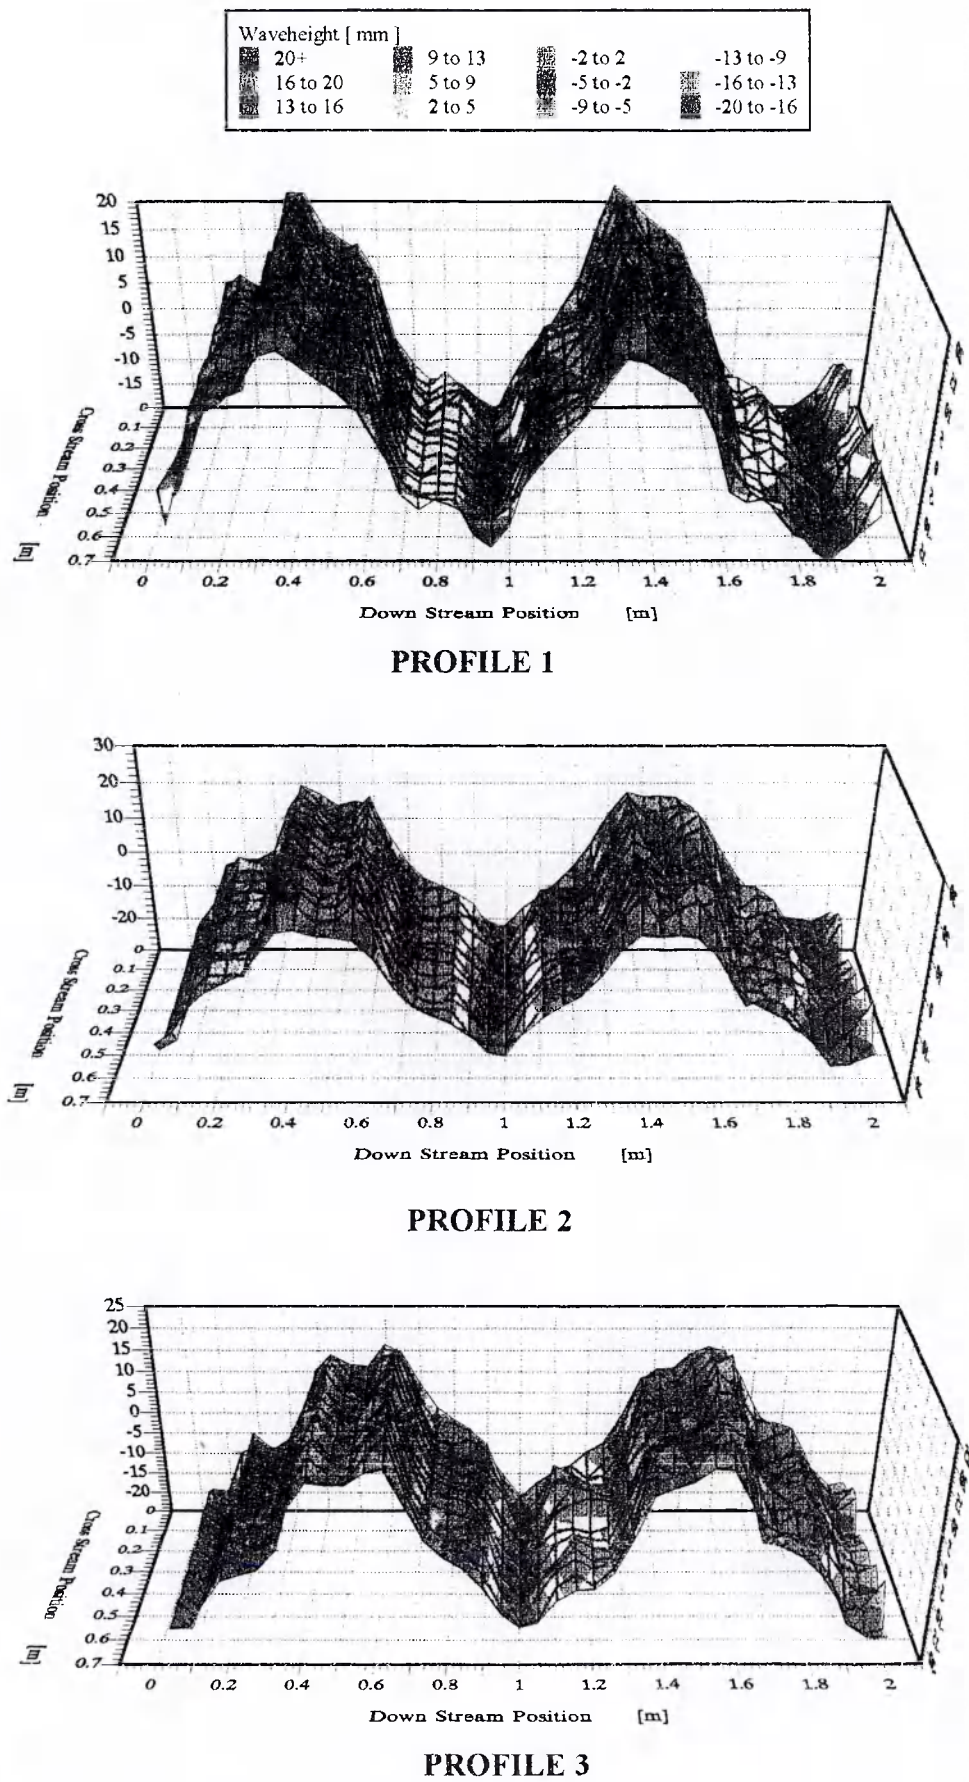 Waveheight [ mm ]
20+ 9 to 13 -2 to 2 -13 to -9
16 to 20 5 to 9 -5 to -2 -16 to -13
13 to 16 2 to 5 -9 to -5 -20 to -16
20
15
10
5
0
-5
-10
-15
0
0.1
0.2
0.3
0.4
0.5
0.6
0.7
Cross Stream Position
[m]
0 0.2 0.4 0.6 0.8 1 1.2 1.4 1.6 1.8 2
Down Stream Position [m]
PROFILE 1
30
20
10
0
-10
-20
0
0.1
0.2
0.3
0.4
0.5
0.6
0.7
Cross Stream Position
[m]
0 0.2 0.4 0.6 0.8 1 1.2 1.4 1.6 1.8 2
Down Stream Position [m]
PROFILE 2
25
20
15
10
5
0
-5
-10
-15
-20
0
0.1
0.2
0.3
0.4
0.5
0.6
0.7
Cross Stream Position
[m]
0 0.2 0.4 0.6 0.8 1 1.2 1.4 1.6 1.8 2
Down Stream Position [m]
PROFILE 3